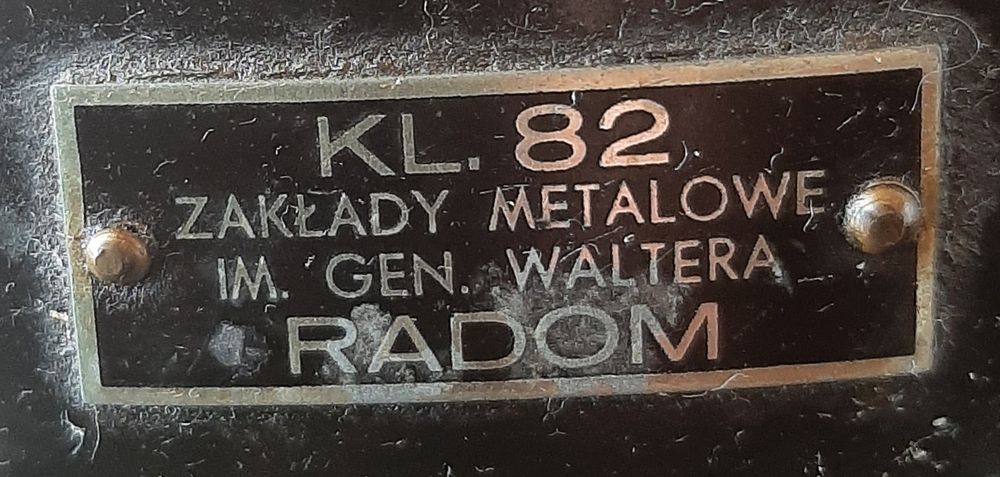 KL. 82
ZAKŁADY METALOWE
IM. GEN. WALTERA
RADOM